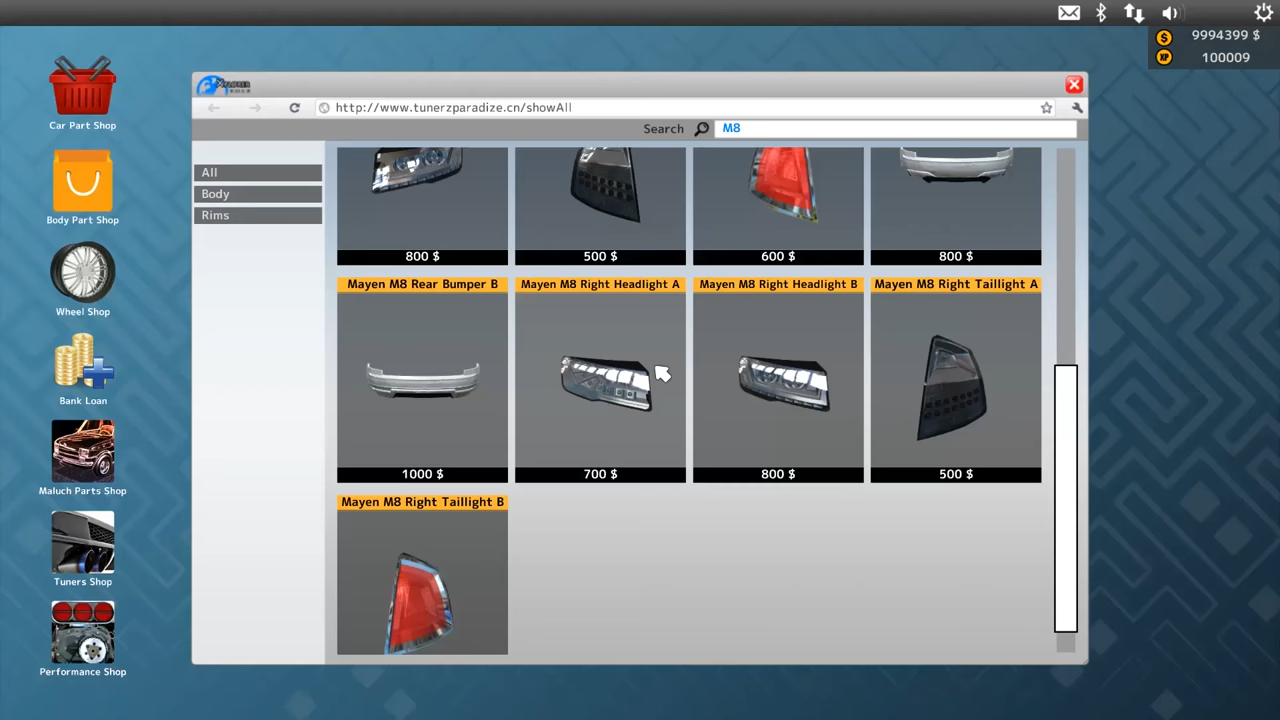 9994399 $
100009
http://www.tunerzparadize.cn/showAll
Search M8
All
Body
Rims
Car Part Shop
Body Part Shop
Wheel Shop
Bank Loan
Maluch Parts Shop
Tuners Shop
Performance Shop
800 $ 500 $ 600 $ 800 $
Mayen M8 Rear Bumper B Mayen M8 Right Headlight A Mayen M8 Right Headlight B Mayen M8 Right Taillight A
1000 $ 700 $ 800 $ 500 $
Mayen M8 Right Taillight B